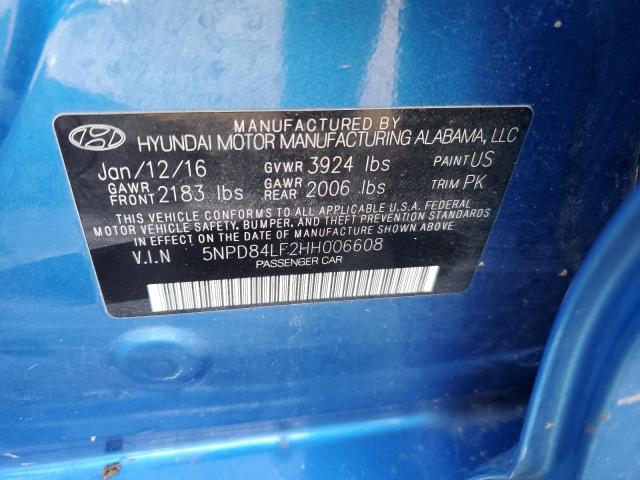 MANUFACTURED BY
HYUNDAI MOTOR MANUFACTURING ALABAMA, LLC
Jan/12/16 GVWR 3924 lbs PAINT US
GAWR FRONT 2183 lbs GAWR REAR 2006 lbs TRIM PK
THIS VEHICLE CONFORMS TO ALL APPLICABLE U.S.A. FEDERAL
MOTOR VEHICLE SAFETY, BUMPER, AND THEFT PREVENTION STANDARDS
IN EFFECT ON THE DATE OF MANUFACTURE SHOWN ABOVE
V.I.N 5NPD84LF2HH006608
PASSENGER CAR